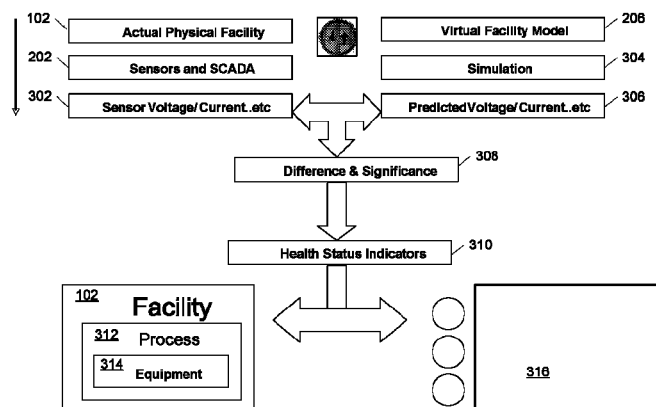 102 Actual Physical Facility
Virtual Facility Model 206
202 Sensors and SCADA
Simulation 304
302 Sensor Voltage/Current..etc
PredictedVoltage/Current..etc 306
308
Difference & Significance
Health Status Indicators 310
102
Facility
312 Process
314
Equipment
316